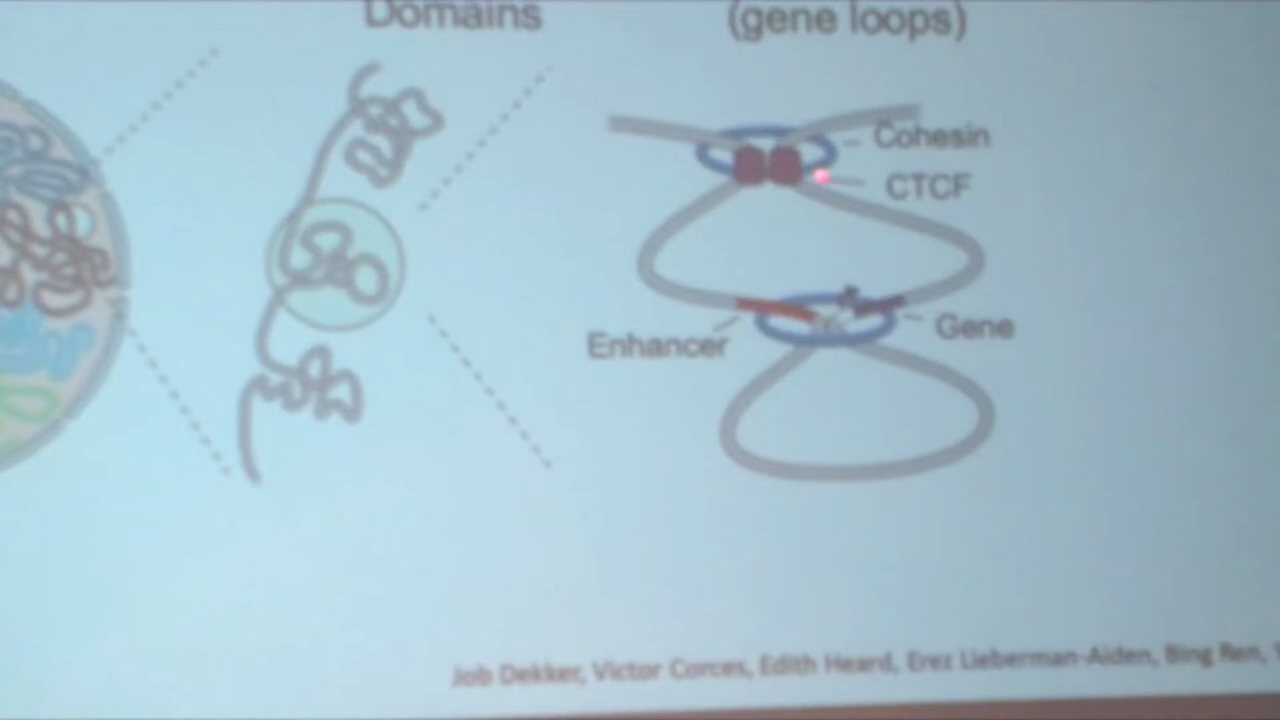 Domains
(gene loops)
Cohesin
CTCF
Enhancer
Gene
Job Dekker, Victor Corces, Edith Heard, Erez Lieberman-Aiden, Bing Ren,